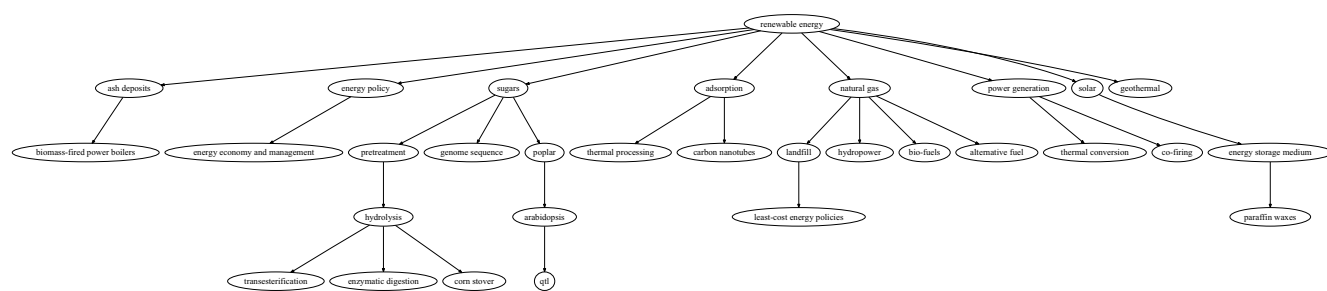 renewable energy
ash deposits
energy policy
sugars
adsorption
natural gas
power generation
solar
geothermal
biomass-fired power boilers
energy economy and management
pretreatment
genome sequence
poplar
thermal processing
carbon nanotubes
landfill
hydropower
bio-fuels
alternative fuel
thermal conversion
co-firing
energy storage medium
hydrolysis
arabidopsis
least-cost energy policies
paraffin waxes
transesterification
enzymatic digestion
corn stover
qtl